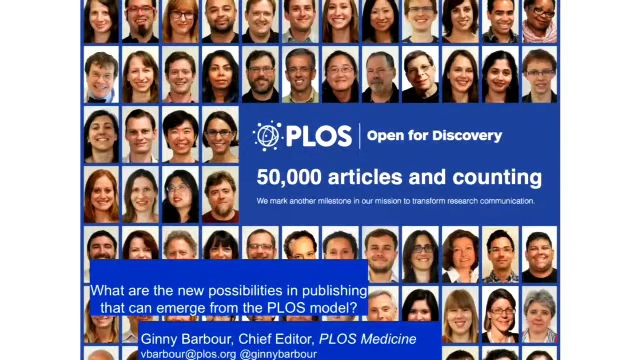 PLOS | Open for Discovery
50,000 articles and counting
We mark another milestone in our mission to transform research communication.
What are the new possibilities in publishing
that can emerge from the PLOS model?
Ginny Barbour, Chief Editor, PLOS Medicine
vbarbour@plos.org @ginnybarbour